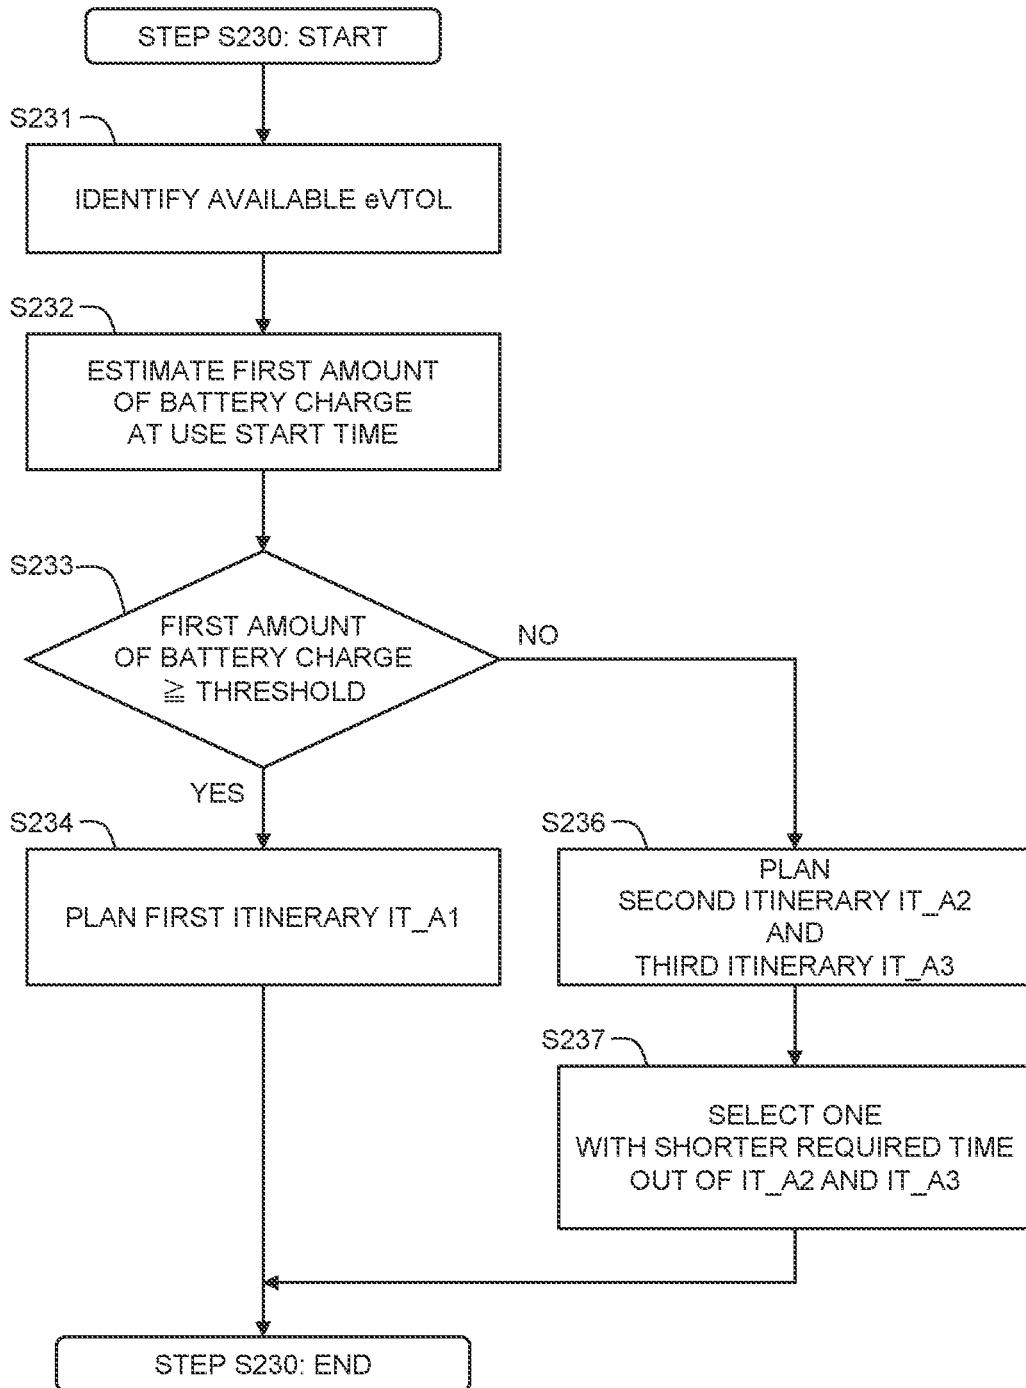 STEP S230: START
S231
IDENTIFY AVAILABLE eVTOL
S232
ESTIMATE FIRST AMOUNT
OF BATTERY CHARGE
AT USE START TIME
S233
FIRST AMOUNT
OF BATTERY CHARGE
≧ THRESHOLD
NO
YES
S234
PLAN FIRST ITINERARY IT_A1
S236
PLAN
SECOND ITINERARY IT_A2
AND
THIRD ITINERARY IT_A3
S237
SELECT ONE
WITH SHORTER REQUIRED TIME
OUT OF IT_A2 AND IT_A3
STEP S230: END